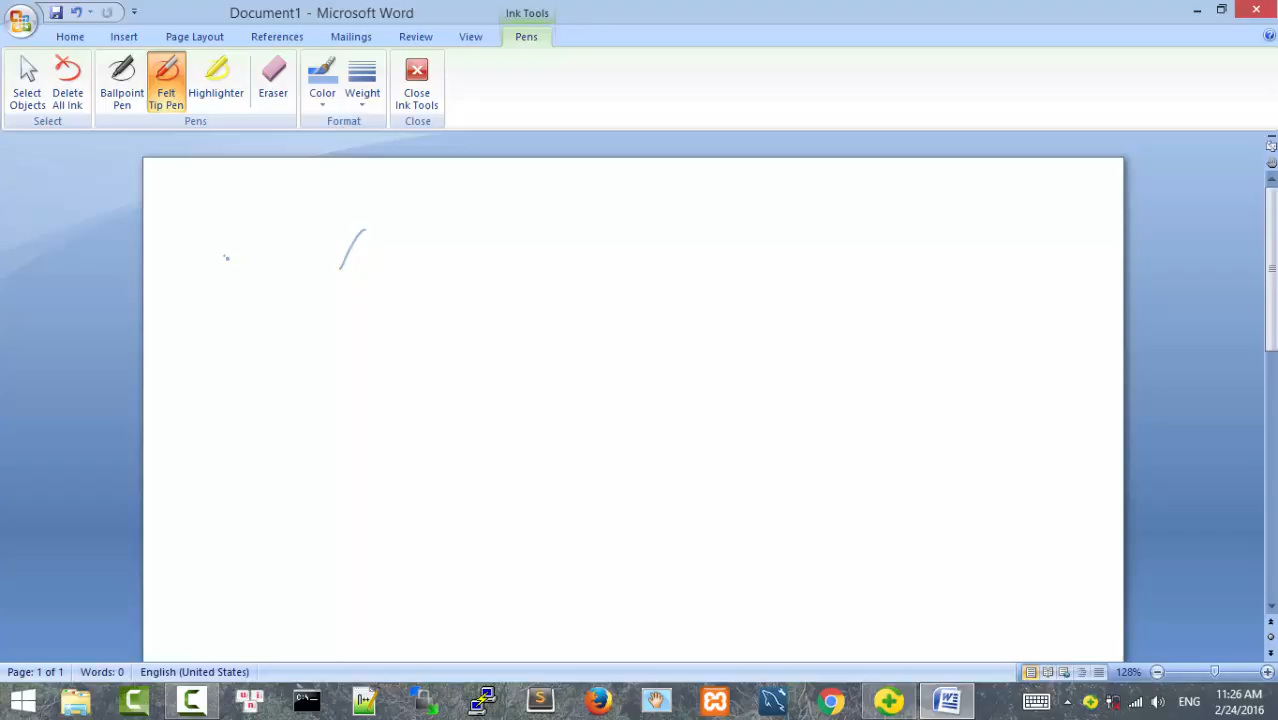 Document1 - Microsoft Word
Ink Tools
Home Insert Page Layout References Mailings Review View Pens
Select Objects
Delete All Ink
Ballpoint Pen
Felt Tip Pen
Highlighter
Eraser
Color
Weight
Close Ink Tools
Select Pens Format Close
Page: 1 of 1 Words: 0 English (United States) 128%
ENG
11:26 AM
2/24/2016